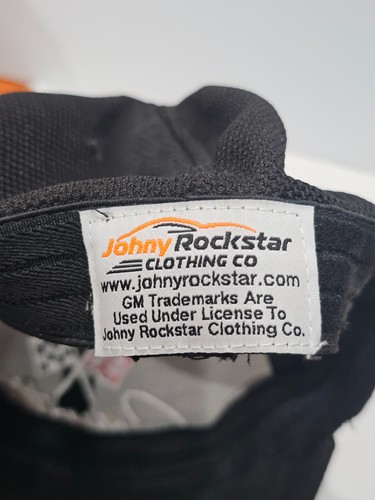 Johny Rockstar
CLOTHING CO
www.johnyrockstar.com
GM Trademarks Are
Used Under License To
Johny Rockstar Clothing Co.